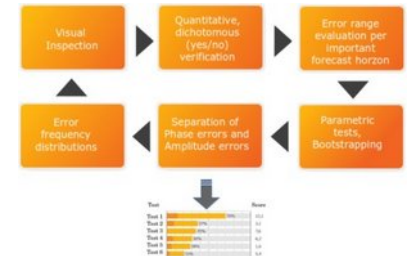 Visual
Inspection
Quantitative,
dichotomous
(yes/no)
verification
Error range
evaluation per
important
forecast horzon
Error
frequency
distributions
Separation of
Phase errors and
Amplitude errors
Parametric
tests,
Bootstrapping
Test Score
Test 1
Test 2
Test 3
Test 4
Test 5
Test 6